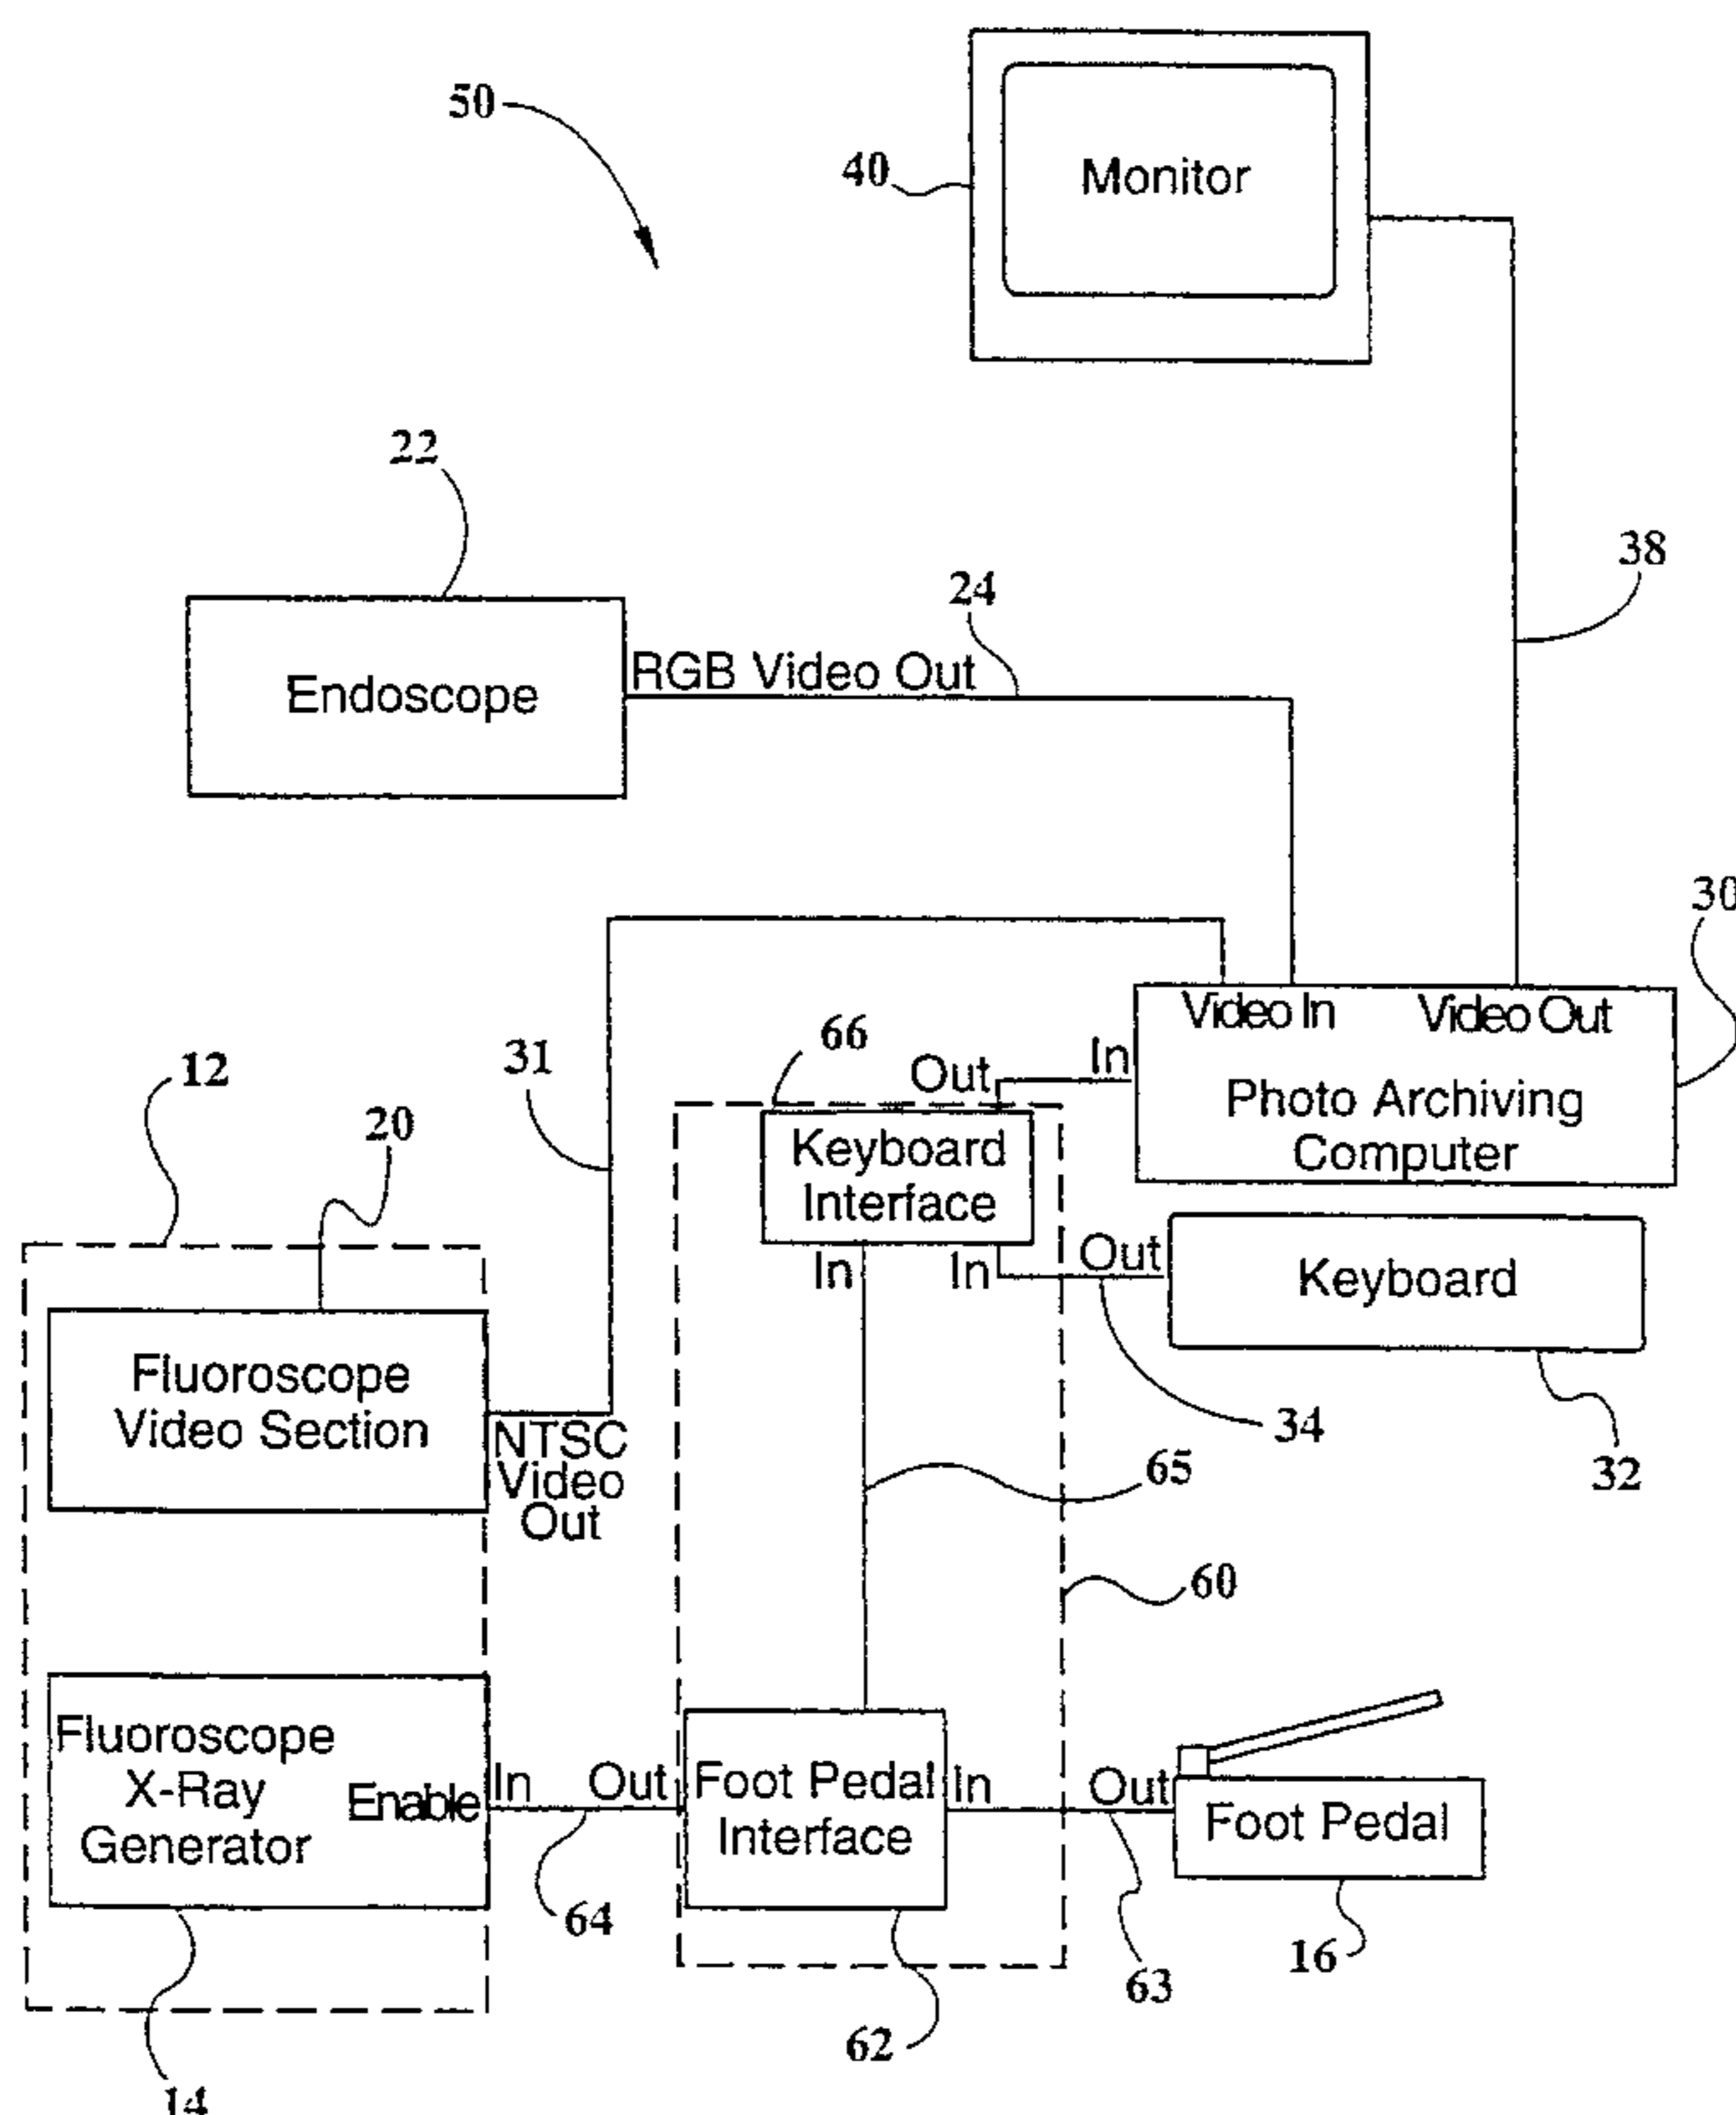 50
40
Monitor
22
38
24
RGB Video Out
Endoscope
30
Video In
Video Out
66
31
Out
In
12
Photo Archiving
Computer
20
Keyboard
Interface
In
In
Out
Keyboard
Fluoroscope
Video Section
34
NTSC
Video
Out
65
32
60
Fluoroscope
X-Ray
Generator
Enable
In
Out
Foot Pedal
Interface
In
Out
Foot Pedal
64
63
16
62
14